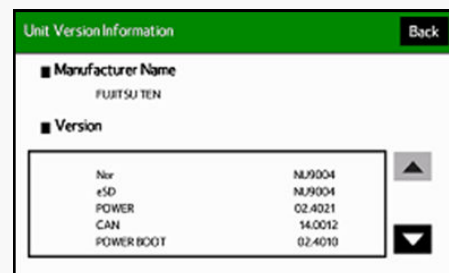 Unit Version Information Back
Manufacturer Name
FUJITSU TEN
Version
Nor NU9004
eSD NU9004
POWER 02.4021
CAN 14.0012
POWER BOOT 02.4010